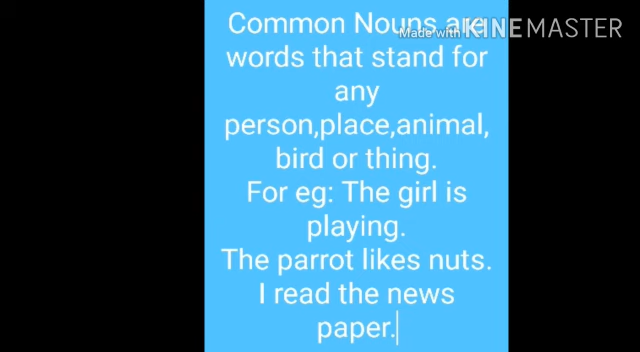 Common Nouns are
Made with KINEMASTER
words that stand for
any
person,place,animal,
bird or thing.
For eg: The girl is
playing.
The parrot likes nuts.
I read the news
paper.